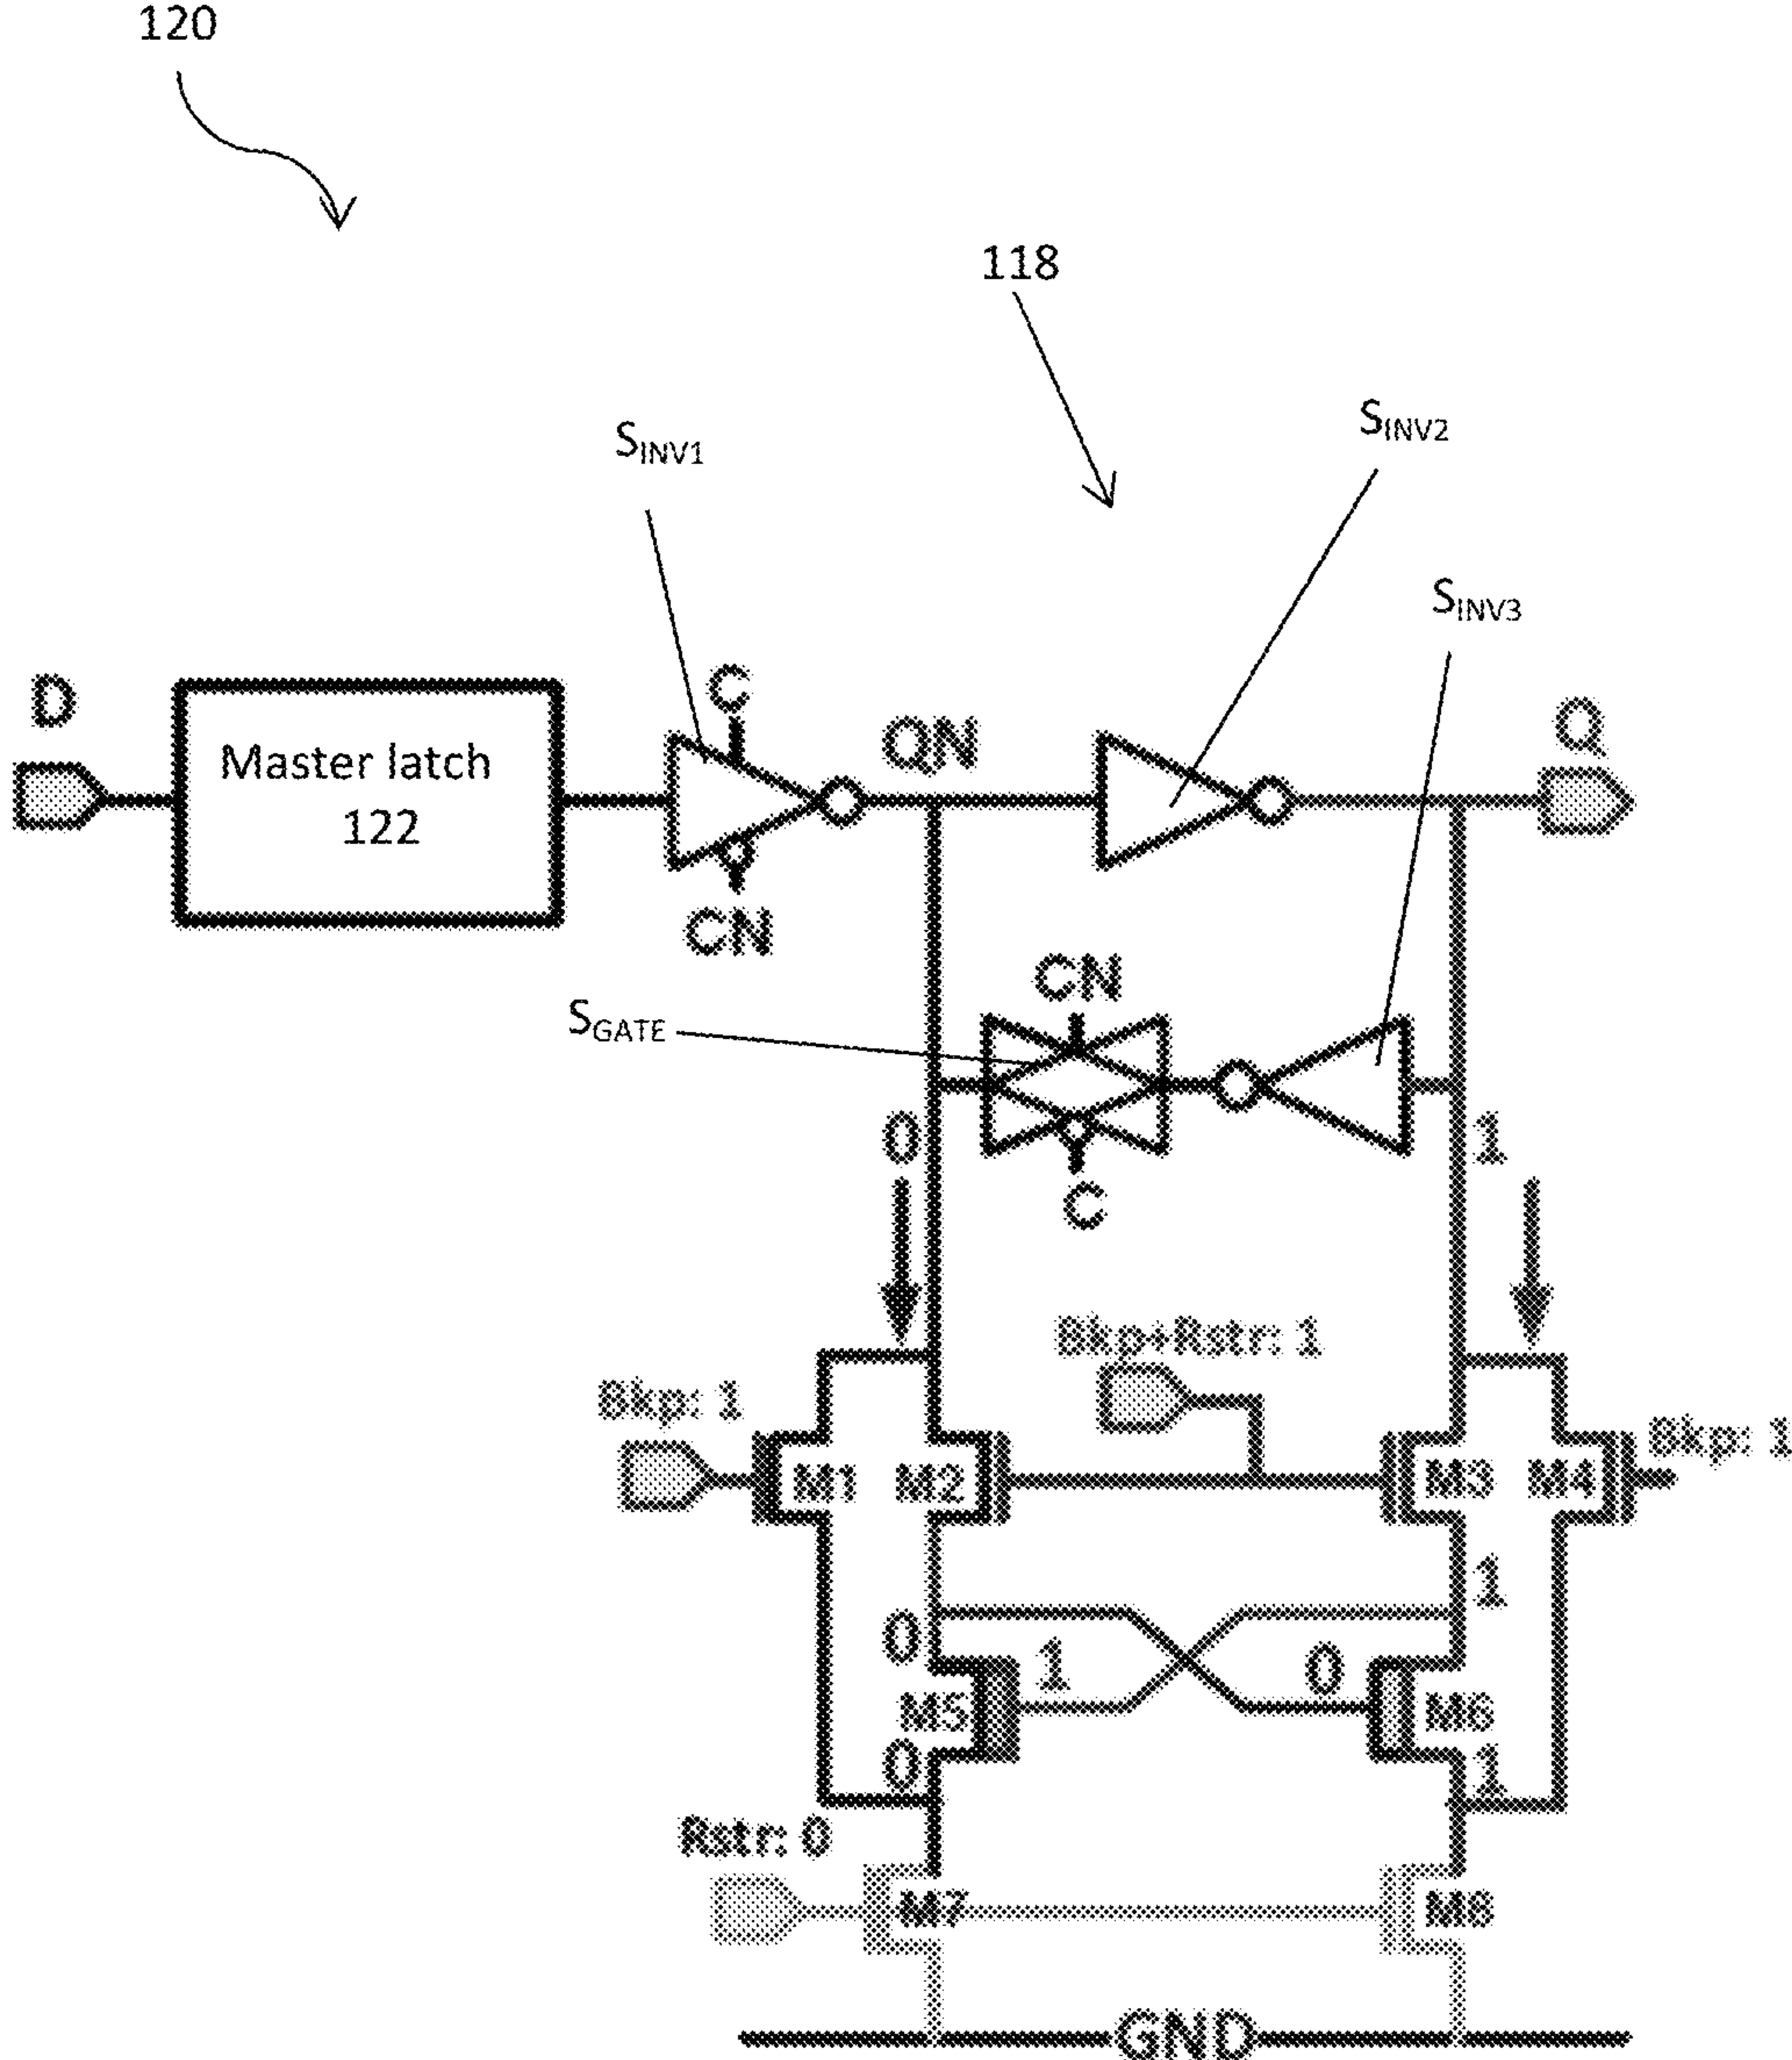 120
118
S_INV1
S_INV2
S_INV3
D
Master latch
122
C
CN
QN
Q
S_GATE
CN
C
0
1
Bkp: 1
Bkp+Rstr: 1
Bkp: 1
M1
M2
M3
M4
1
0
1
0
M5
M6
0
1
Rstr: 0
M7
M8
GND